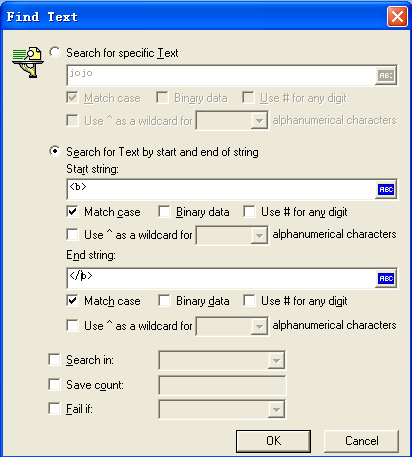 Find Text
Search for specific Text
jojo
ABC
Match case Binary data Use # for any digit
Use ^ as a wildcard for alphanumerical characters
Search for Text by start and end of string
Start string:
<b>
ABC
Match case Binary data Use # for any digit
Use ^ as a wildcard for alphanumerical characters
End string:
</b>
ABC
Match case Binary data Use # for any digit
Use ^ as a wildcard for alphanumerical characters
Search in:
Save count:
Fail if:
OK Cancel